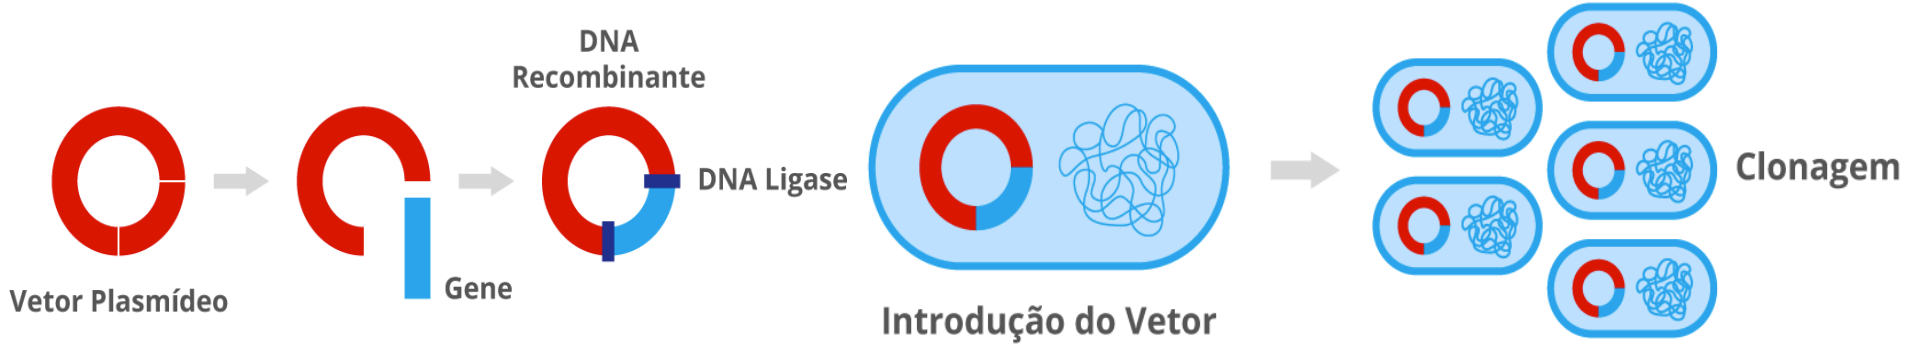 Vetor Plasmídeo
Gene
DNA
Recombinante
DNA Ligase
Introdução do Vetor
Clonagem